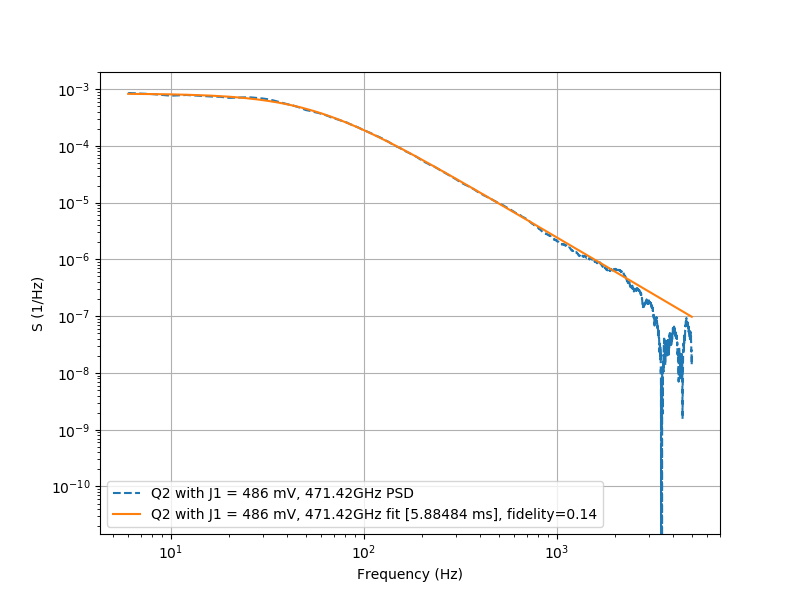 10⁻³
10⁻⁴
10⁻⁵
10⁻⁶
10⁻⁷
10⁻⁸
10⁻⁹
10⁻¹⁰
S (1/Hz)
Q2 with J1 = 486 mV, 471.42GHz PSD
Q2 with J1 = 486 mV, 471.42GHz fit [5.88484 ms], fidelity=0.14
10¹ 10² 10³
Frequency (Hz)